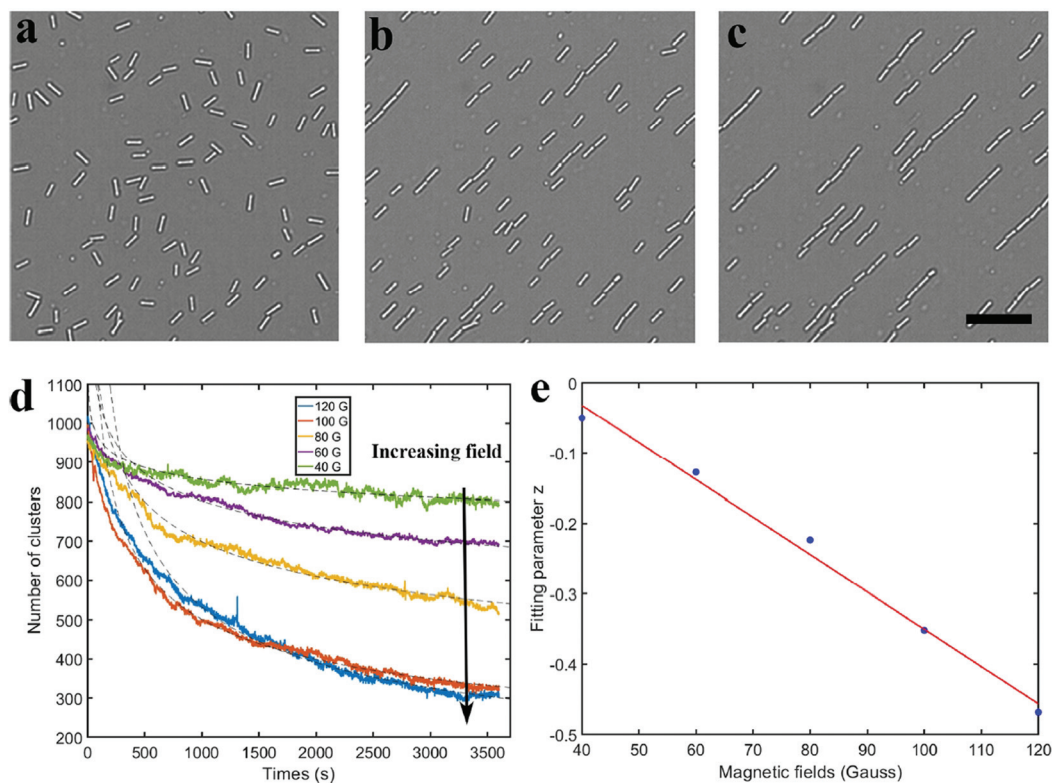 a
b
c
d
1100
1000
900
800
700
600
500
400
300
200
0
500
1000
1500
2000
2500
3000
3500
Number of clusters
Times (s)
120 G
100 G
80 G
60 G
40 G
Increasing field
e
0
-0.1
-0.2
-0.3
-0.4
-0.5
40
50
60
70
80
90
100
110
120
Fitting parameter z
Magnetic fields (Gauss)